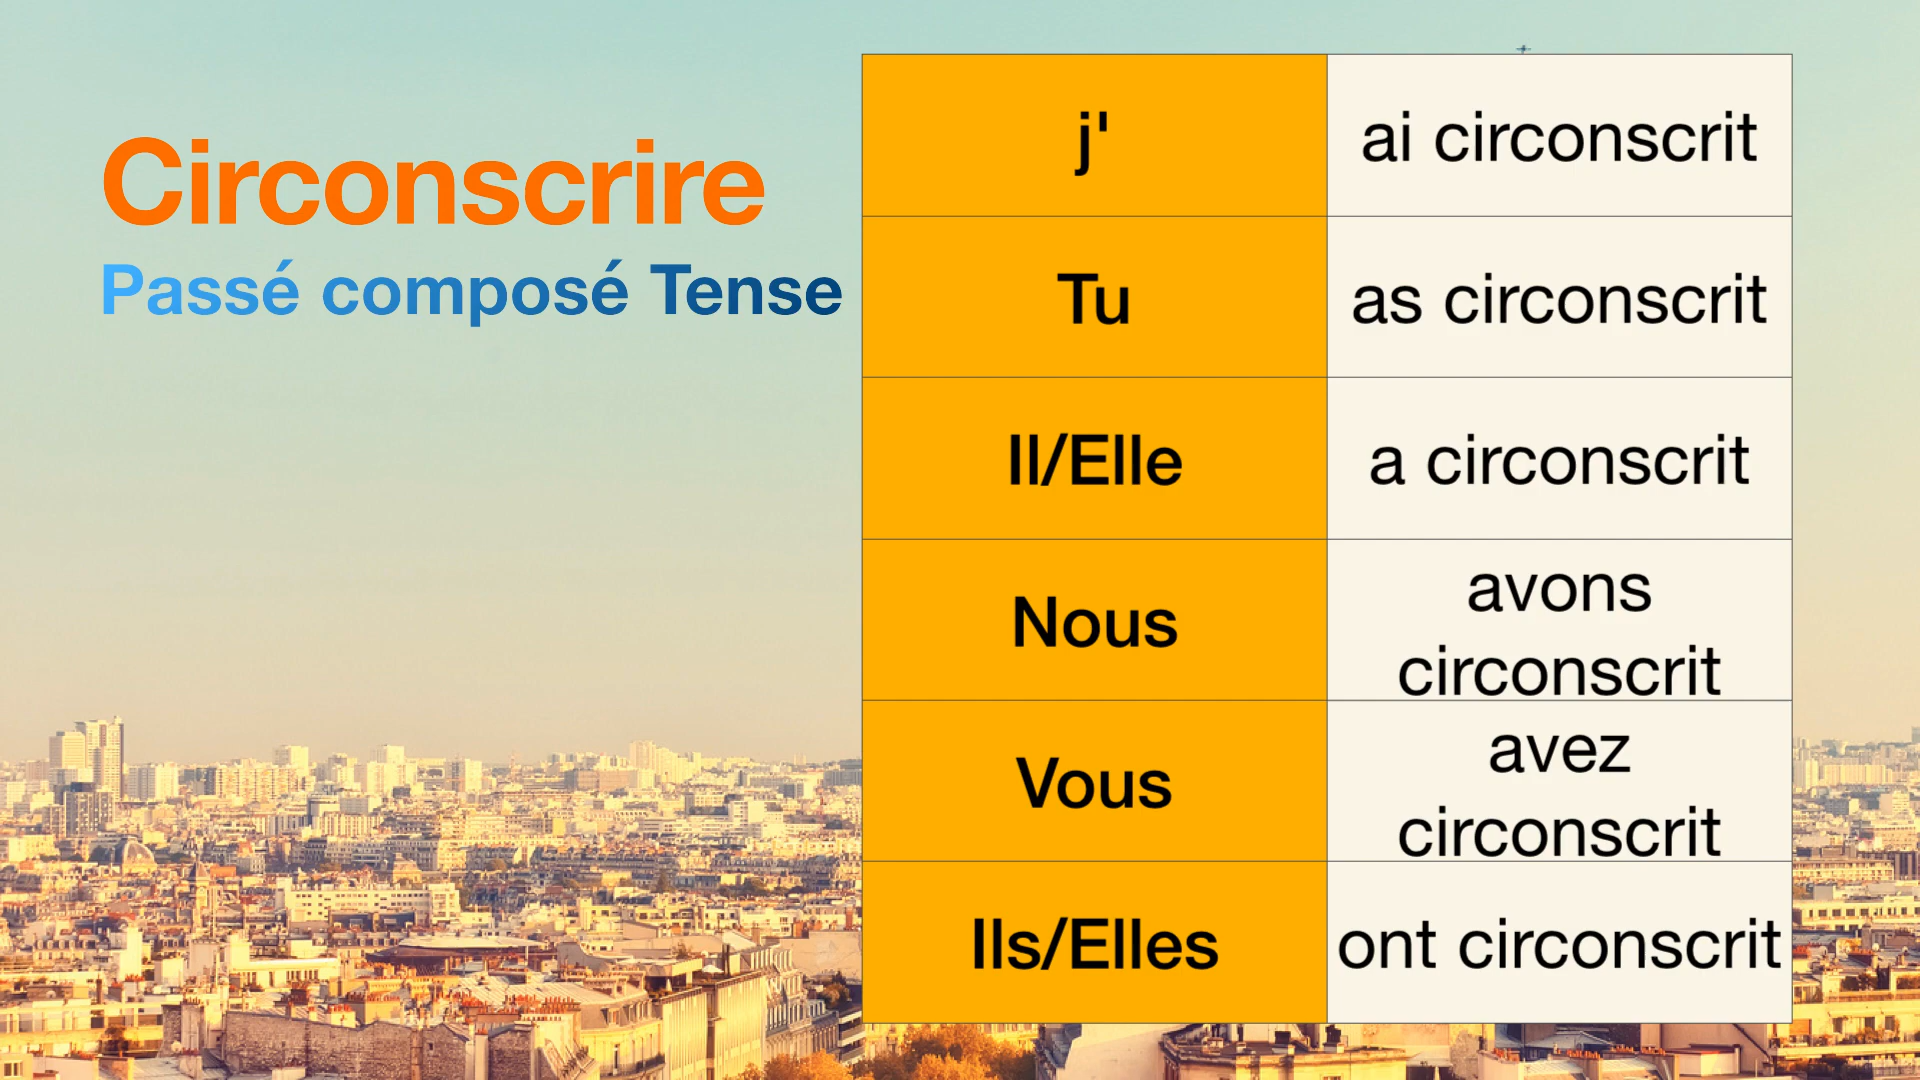 Circonscrire
Passé composé Tense
j' ai circonscrit
Tu as circonscrit
Il/Elle a circonscrit
Nous avons
circonscrit
Vous avez
circonscrit
Ils/Elles ont circonscrit